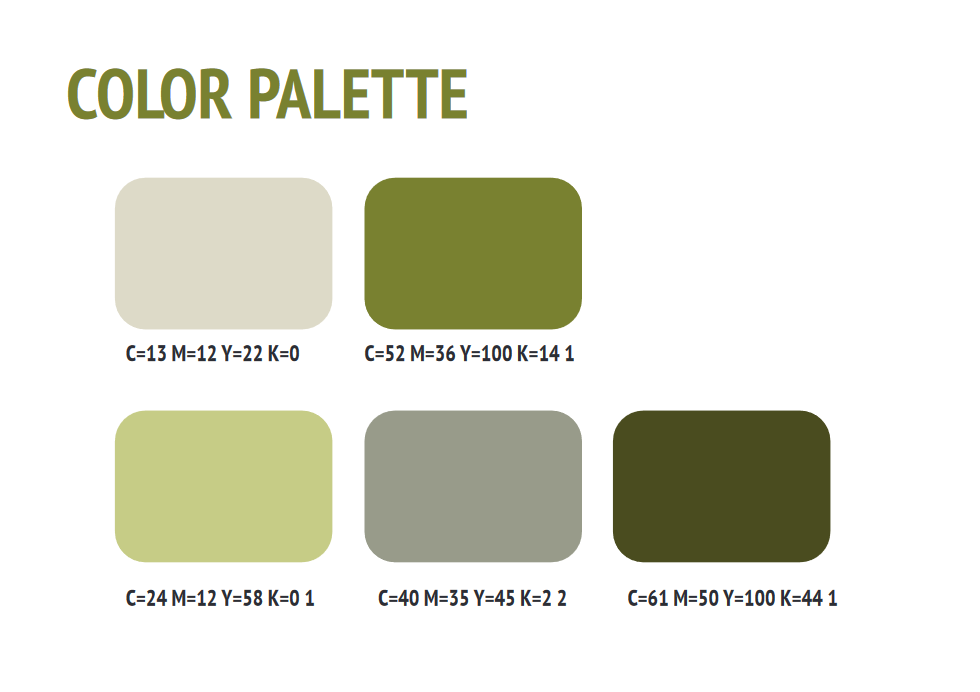 COLOR PALETTE
C=13 M=12 Y=22 K=0
C=52 M=36 Y=100 K=14 1
C=24 M=12 Y=58 K=0 1
C=40 M=35 Y=45 K=2 2
C=61 M=50 Y=100 K=44 1